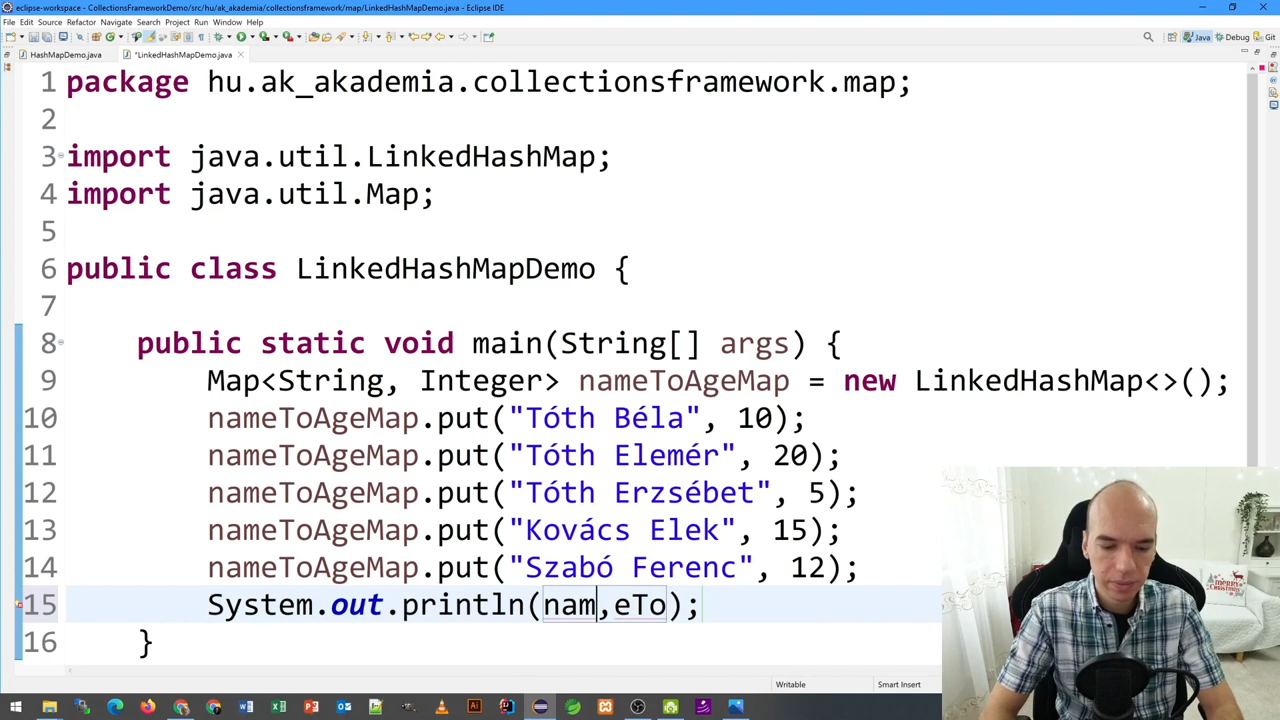 eclipse-workspace - CollectionsFrameworkDemo/src/hu/ak_akademia/collectionsframework/map/LinkedHashMapDemo.java - Eclipse IDE
File Edit Source Refactor Navigate Search Project Run Window Help
Java Debug Git
HashMapDemo.java *LinkedHashMapDemo.java
1 package hu.ak_akademia.collectionsframework.map;
2
3 import java.util.LinkedHashMap;
4 import java.util.Map;
5
6 public class LinkedHashMapDemo {
7
8 public static void main(String[] args) {
9 Map<String, Integer> nameToAgeMap = new LinkedHashMap<>();
10 nameToAgeMap.put("Tóth Béla", 10);
11 nameToAgeMap.put("Tóth Elemér", 20);
12 nameToAgeMap.put("Tóth Erzsébet", 5);
13 nameToAgeMap.put("Kovács Elek", 15);
14 nameToAgeMap.put("Szabó Ferenc", 12);
15 System.out.println(nam,eTo);
16 }
Writable Smart Insert